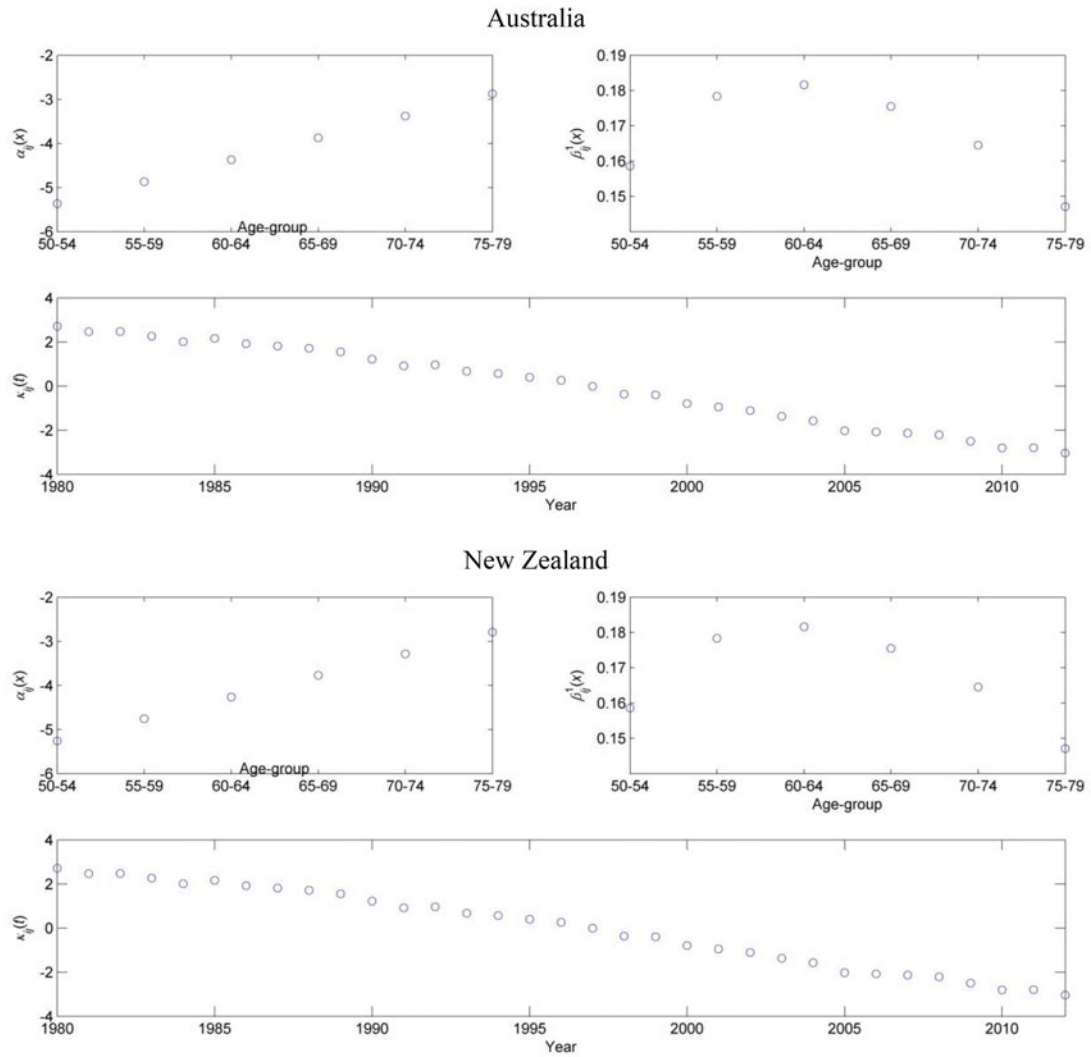 Australia
-2
-3
-4
-5
-6
α_ij(x)
50-54 55-59 60-64 65-69 70-74 75-79
Age-group
0.19
0.18
0.17
0.16
0.15
β^1_ij(x)
50-54 55-59 60-64 65-69 70-74 75-79
Age-group
4
2
0
-2
-4
κ_ij(t)
1980 1985 1990 1995 2000 2005 2010
Year
New Zealand
-2
-3
-4
-5
-6
α_ij(x)
50-54 55-59 60-64 65-69 70-74 75-79
Age-group
0.19
0.18
0.17
0.16
0.15
β^1_ij(x)
50-54 55-59 60-64 65-69 70-74 75-79
Age-group
4
2
0
-2
-4
κ_ij(t)
1980 1985 1990 1995 2000 2005 2010
Year